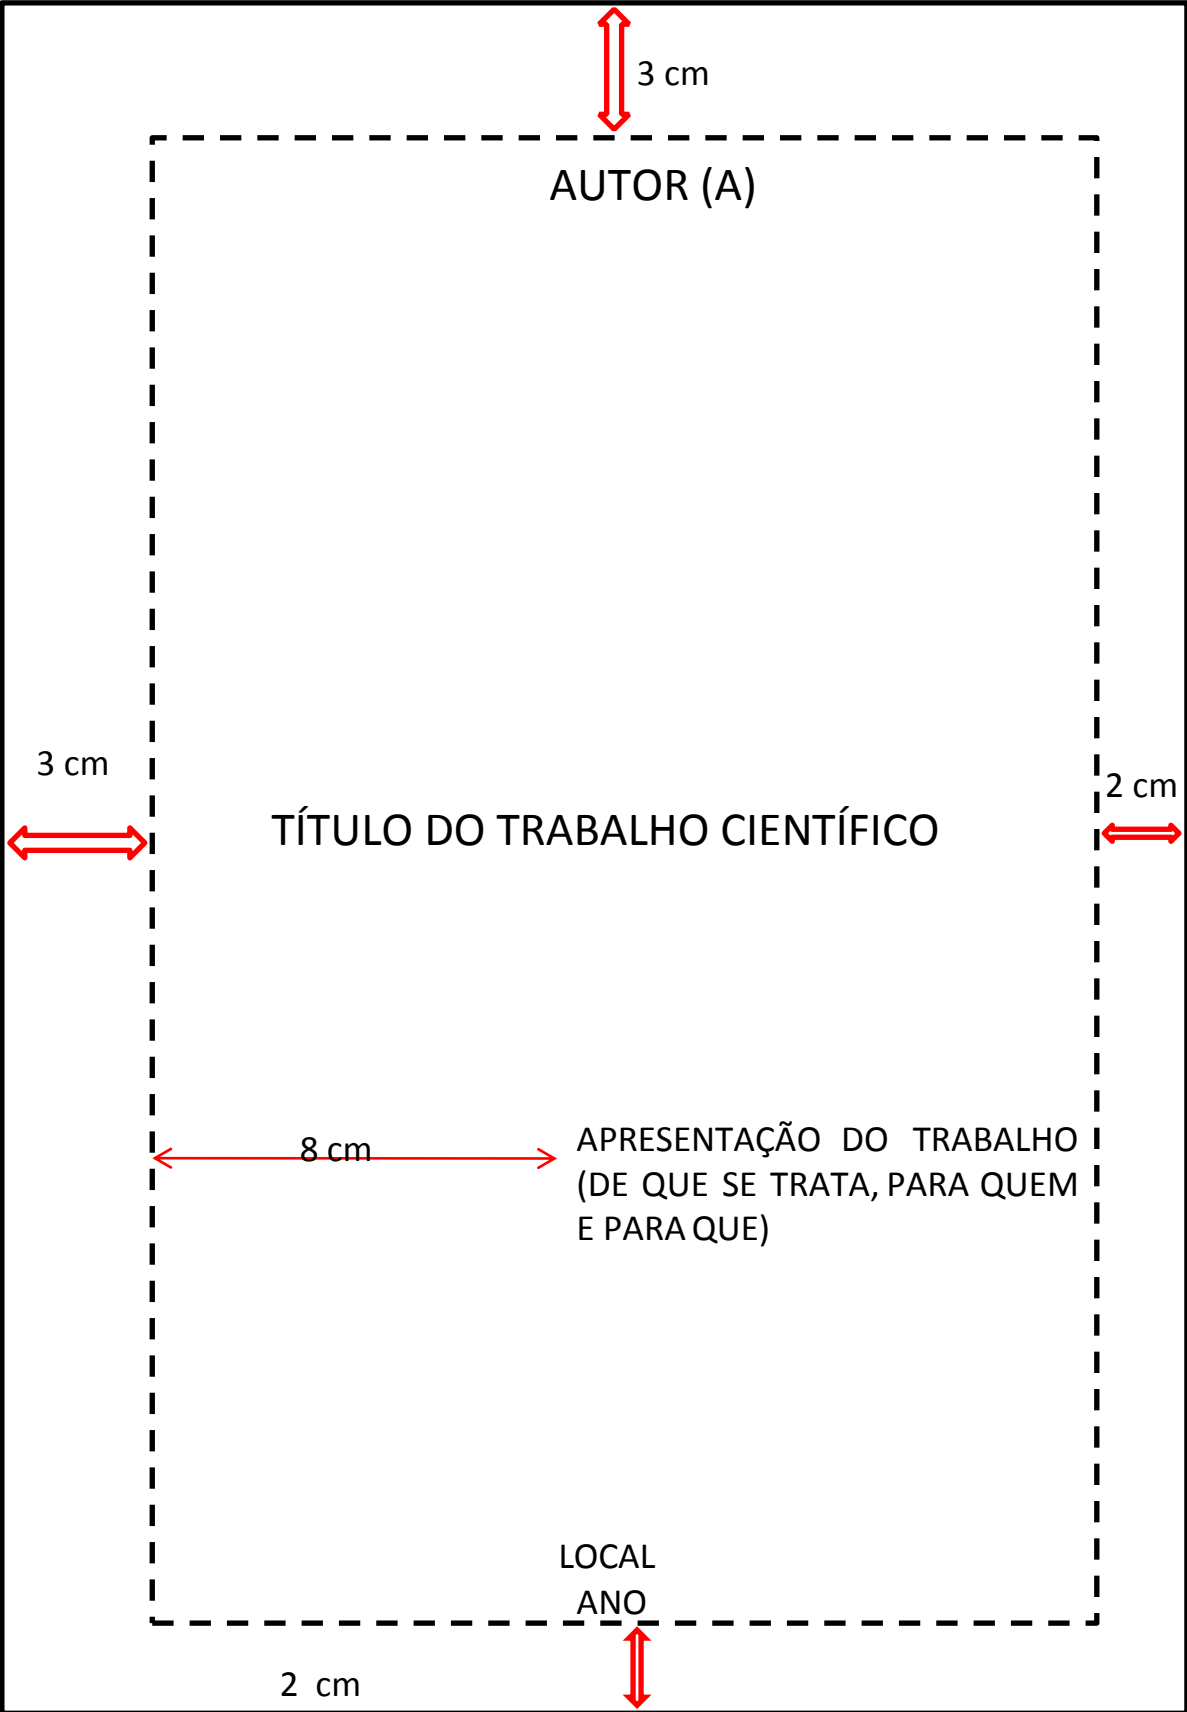 3 cm
AUTOR (A)
3 cm
2 cm
TÍTULO DO TRABALHO CIENTÍFICO
8 cm
APRESENTAÇÃO DO TRABALHO
(DE QUE SE TRATA, PARA QUEM
E PARA QUE)
LOCAL
ANO
2 cm